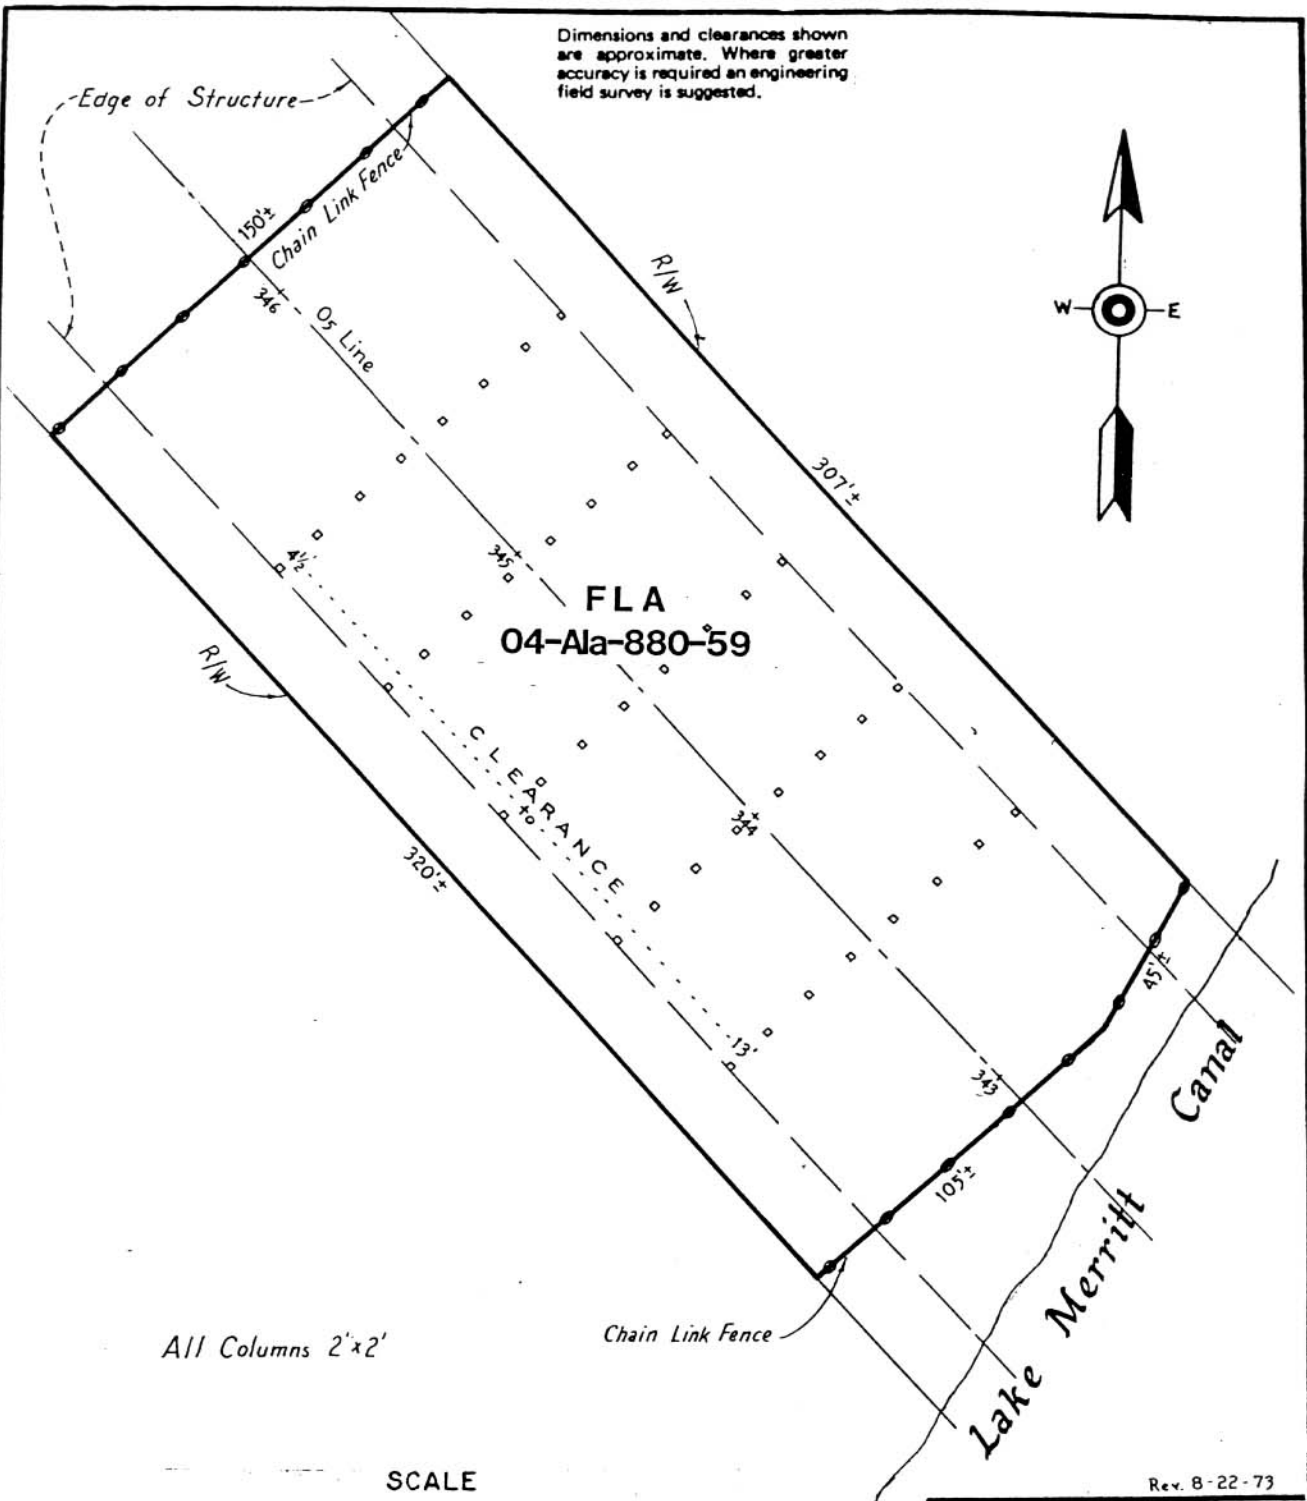 Dimensions and clearances shown
are approximate. Where greater
accuracy is required an engineering
field survey is suggested.
Edge of Structure
150'±
Chain Link Fence
346
O5 Line
R/W
W
E
307'±
4½'
345
FLA
04-Ala-880-59
R/W
CLEARANCE
to
344
320'±
13'
343
45'±
105'±
Lake Merritt Canal
Chain Link Fence
All Columns 2'x2'
SCALE
Rev. 8-22-73